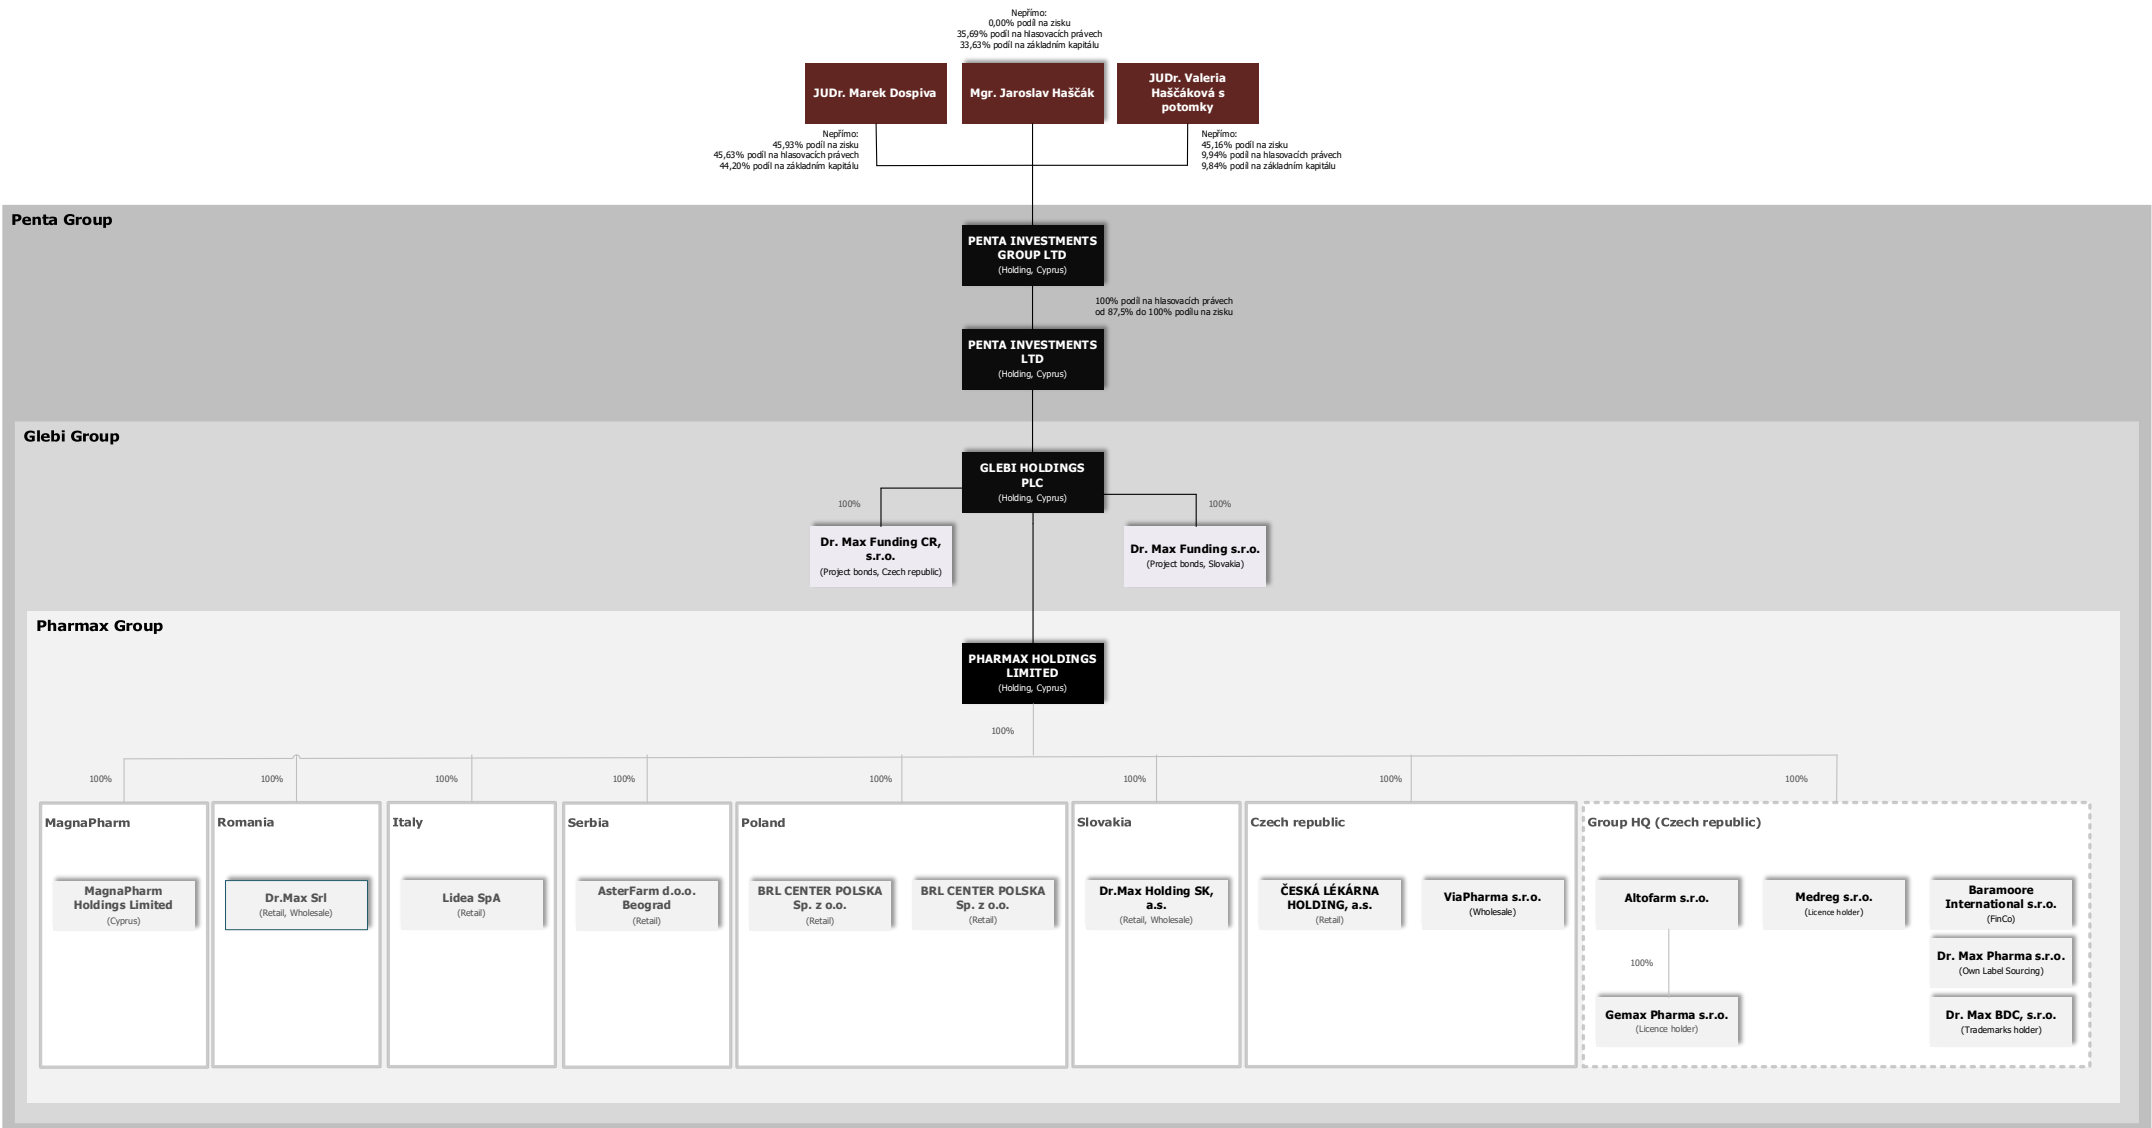 Nepřímo:
0,00% podíl na zisku
35,69% podíl na hlasovacích právech
33,63% podíl na základním kapitálu
JUDr. Marek Dospiva
Mgr. Jaroslav Haščák
JUDr. Valeria
Haščáková s
potomky
Nepřímo:
45,93% podíl na zisku
45,63% podíl na hlasovacích právech
44,20% podíl na základním kapitálu
Nepřímo:
45,16% podíl na zisku
9,94% podíl na hlasovacích právech
9,84% podíl na základním kapitálu
Penta Group
PENTA INVESTMENTS
GROUP LTD
(Holding, Cyprus)
100% podíl na hlasovacích právech
od 87,5% do 100% podílu na zisku
PENTA INVESTMENTS
LTD
(Holding, Cyprus)
Glebi Group
GLEBI HOLDINGS
PLC
(Holding, Cyprus)
100%
100%
Dr. Max Funding CR,
s.r.o.
(Project bonds, Czech republic)
Dr. Max Funding s.r.o.
(Project bonds, Slovakia)
Pharmax Group
PHARMAX HOLDINGS
LIMITED
(Holding, Cyprus)
100%
100%
100%
100%
100%
100%
100%
100%
100%
MagnaPharm
MagnaPharm
Holdings Limited
(Cyprus)
Romania
Dr.Max Srl
(Retail, Wholesale)
Italy
Lidea SpA
(Retail)
Serbia
AsterFarm d.o.o.
Beograd
(Retail)
Poland
BRL CENTER POLSKA
Sp. z o.o.
(Retail)
BRL CENTER POLSKA
Sp. z o.o.
(Retail)
Slovakia
Dr.Max Holding SK,
a.s.
(Retail, Wholesale)
Czech republic
ČESKÁ LÉKÁRNA
HOLDING, a.s.
(Retail)
ViaPharma s.r.o.
(Wholesale)
Group HQ (Czech republic)
Altofarm s.r.o.
100%
Gemax Pharma s.r.o.
(Licence holder)
Medreg s.r.o.
(Licence holder)
Baramoore
International s.r.o.
(FinCo)
Dr. Max Pharma s.r.o.
(Own Label Sourcing)
Dr. Max BDC, s.r.o.
(Trademarks holder)